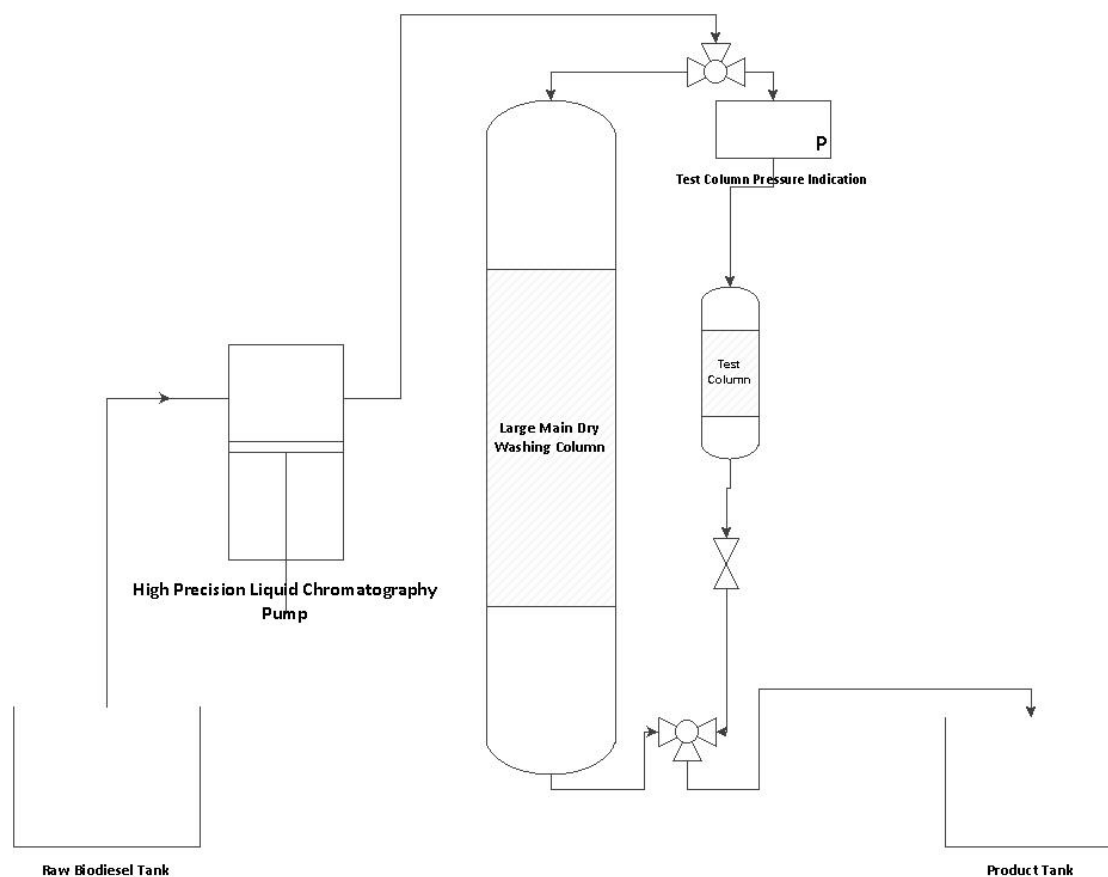 P
Test Column Pressure Indication
Test
Column
Large Main Dry
Washing Column
High Precision Liquid Chromatography
Pump
Raw Biodiesel Tank
Product Tank